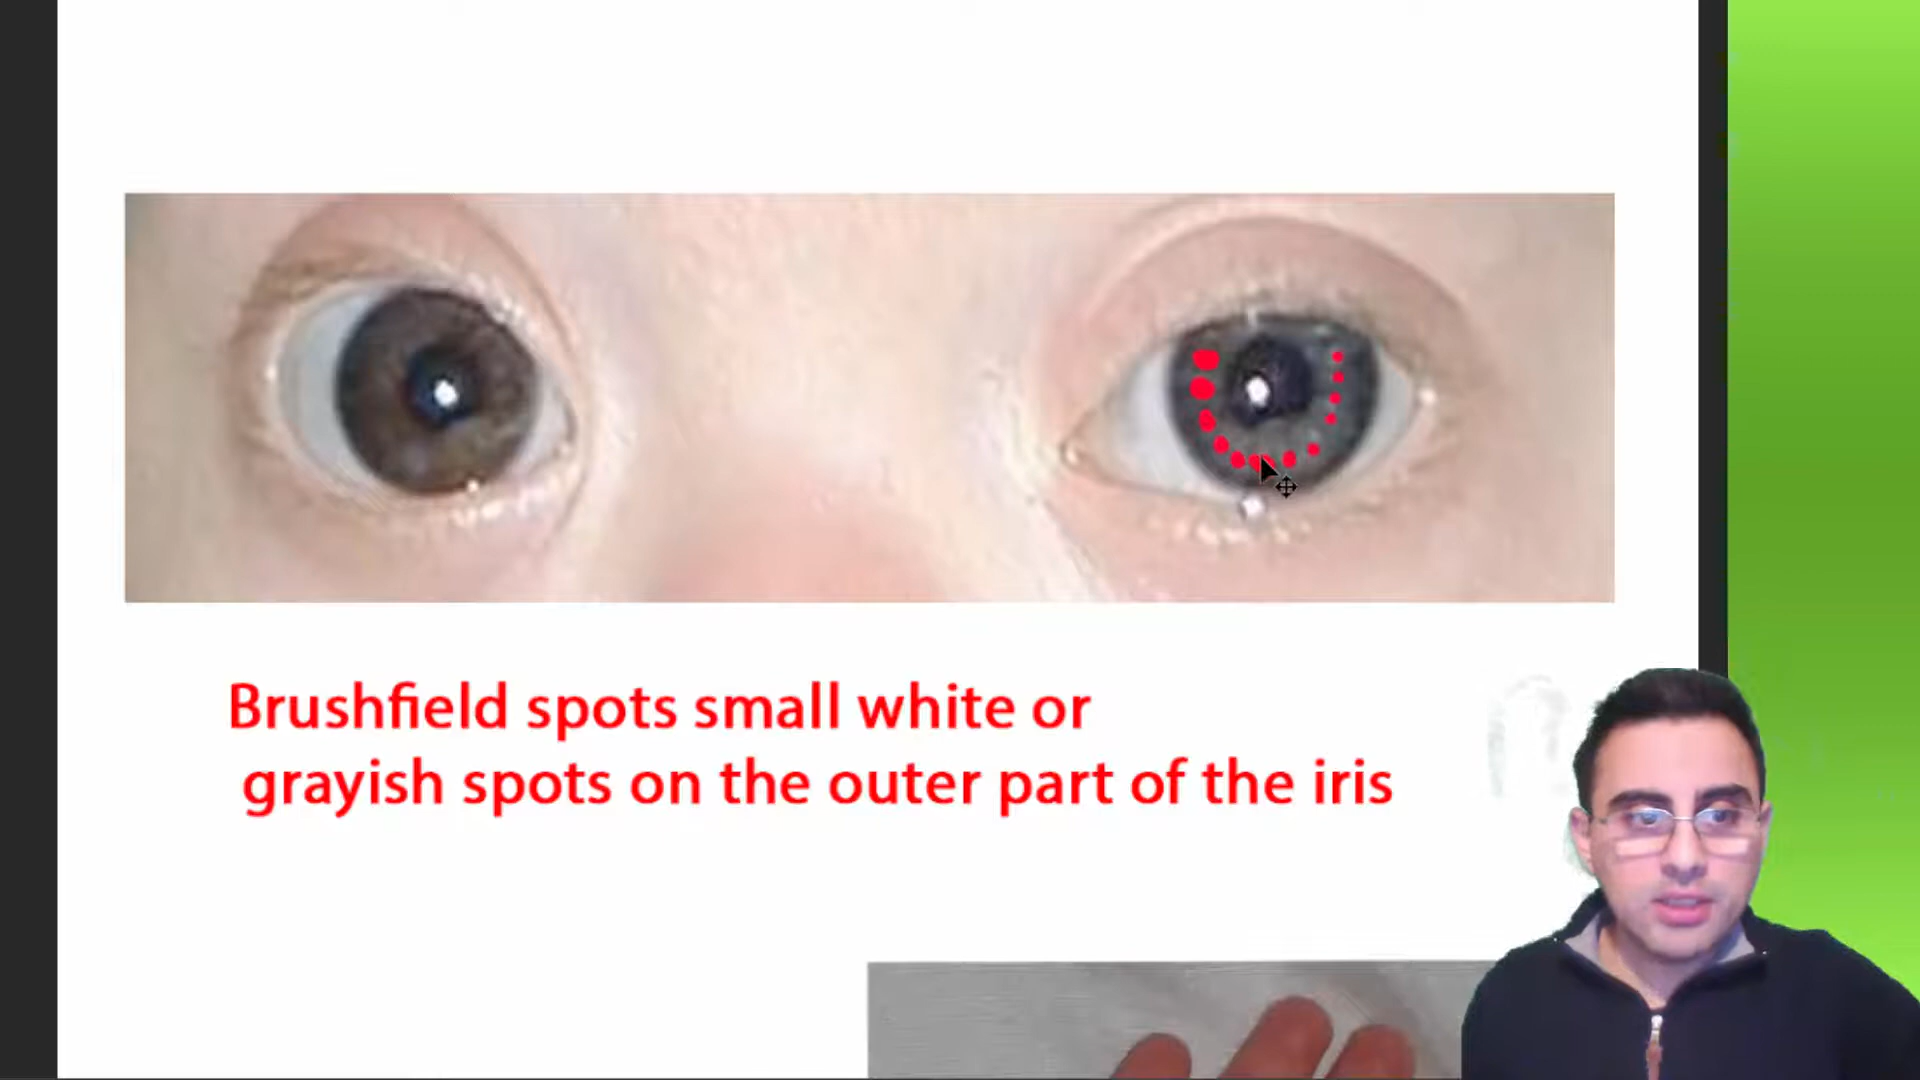 Brushfield spots small white or
grayish spots on the outer part of the iris